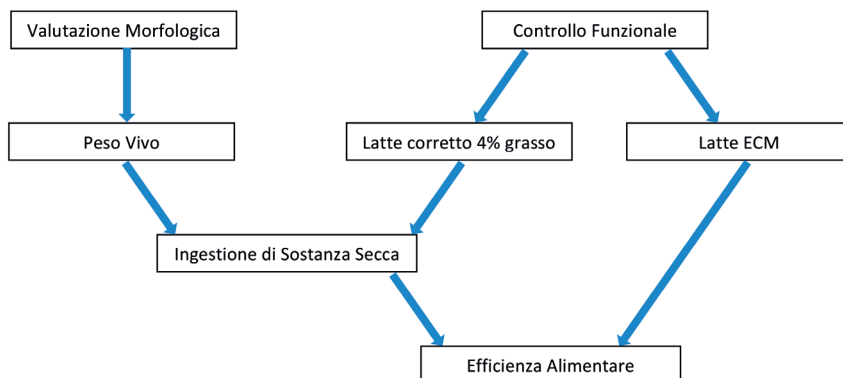 Valutazione Morfologica
Controllo Funzionale
Peso Vivo
Latte corretto 4% grasso
Latte ECM
Ingestione di Sostanza Secca
Efficienza Alimentare